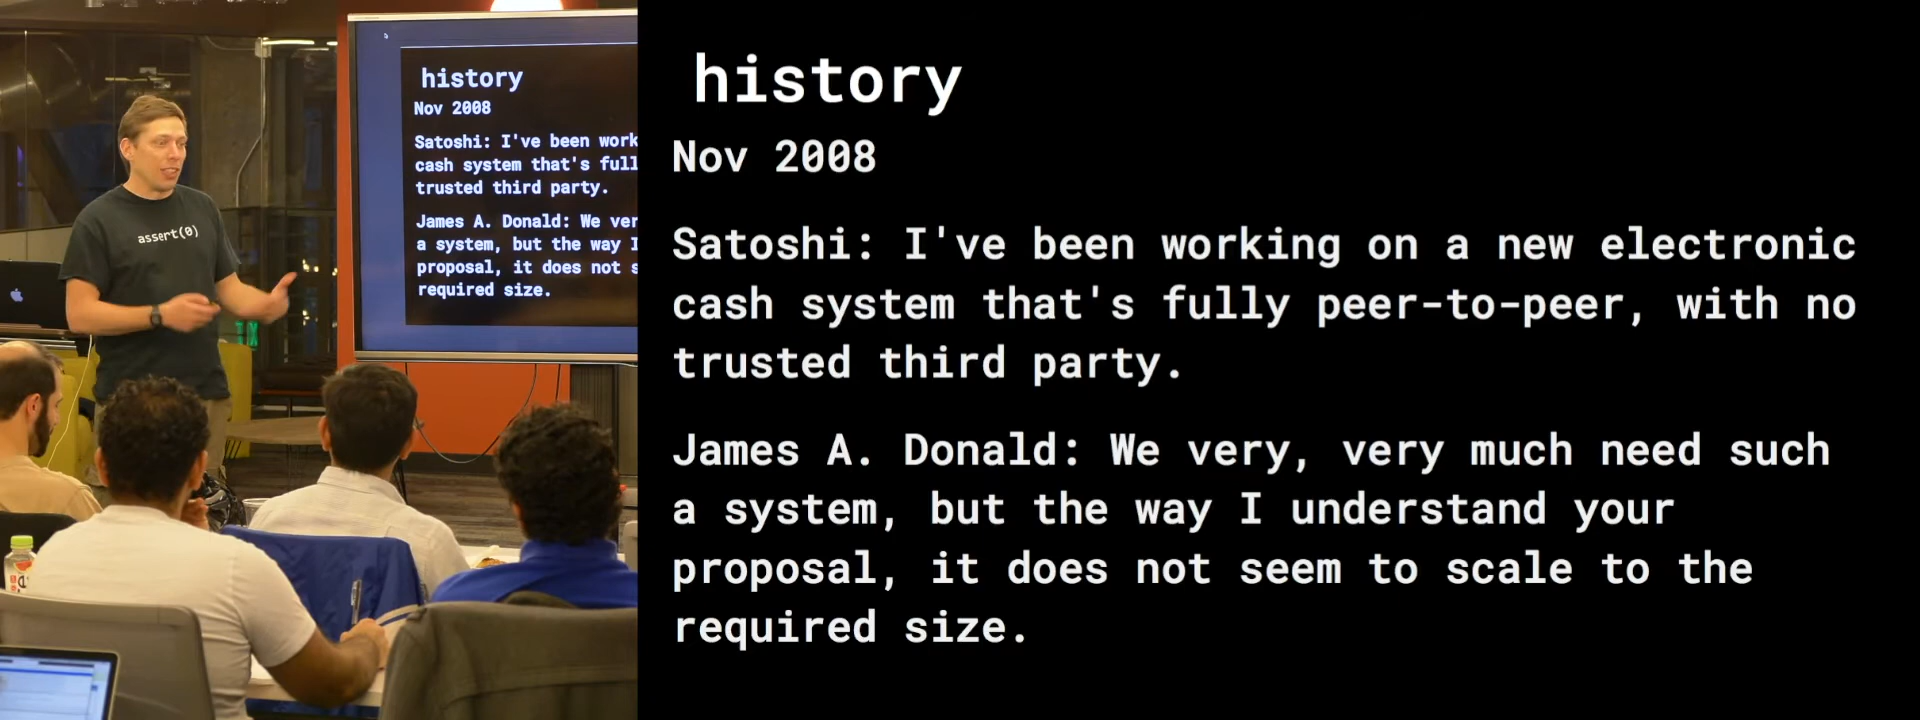 assert(0)
history
Nov 2008
Satoshi: I've been work
cash system that's full
trusted third party.
James A. Donald: We ver
a system, but the way I
proposal, it does not s
required size.
history
Nov 2008
Satoshi: I've been working on a new electronic
cash system that's fully peer-to-peer, with no
trusted third party.
James A. Donald: We very, very much need such
a system, but the way I understand your
proposal, it does not seem to scale to the
required size.